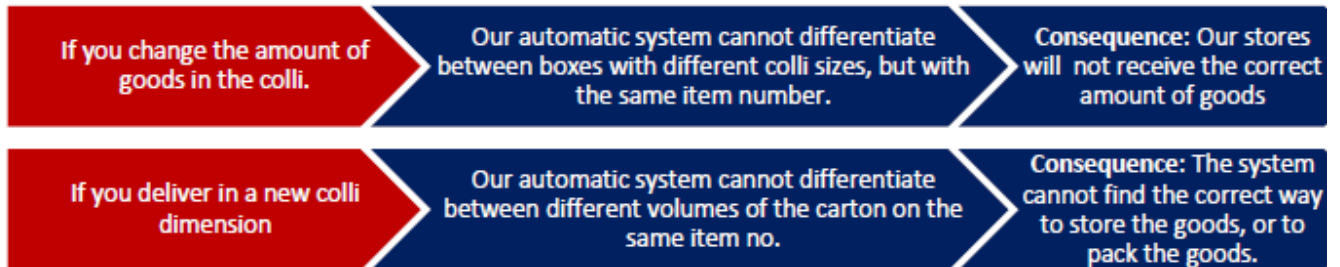 If you change the amount of
goods in the colli.
Our automatic system cannot differentiate
between boxes with different colli sizes, but with
the same item number.
Consequence: Our stores
will not receive the correct
amount of goods
If you deliver in a new colli
dimension
Our automatic system cannot differentiate
between different volumes of the carton on the
same item no.
Consequence: The system
cannot find the correct way
to store the goods, or to
pack the goods.